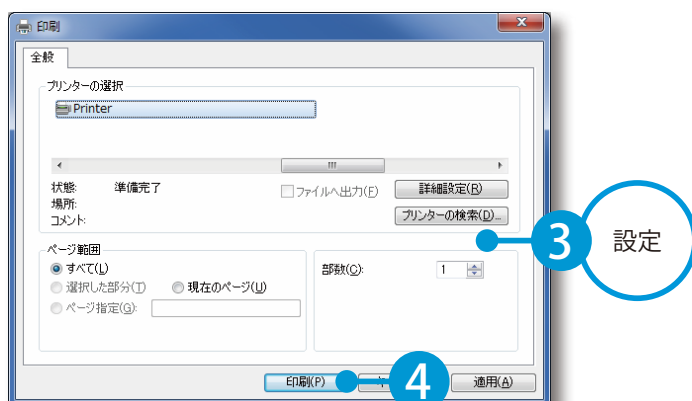 印刷
全般
プリンターの選択
Printer
状態: 準備完了
ファイルへ出力(F)
詳細設定(R)
場所:
コメント:
プリンターの検索(D)...
3
設定
ページ範囲
すべて(L)
選択した部分(T)
現在のページ(U)
ページ指定(G):
部数(C):
1
印刷(P)
4
適用(A)